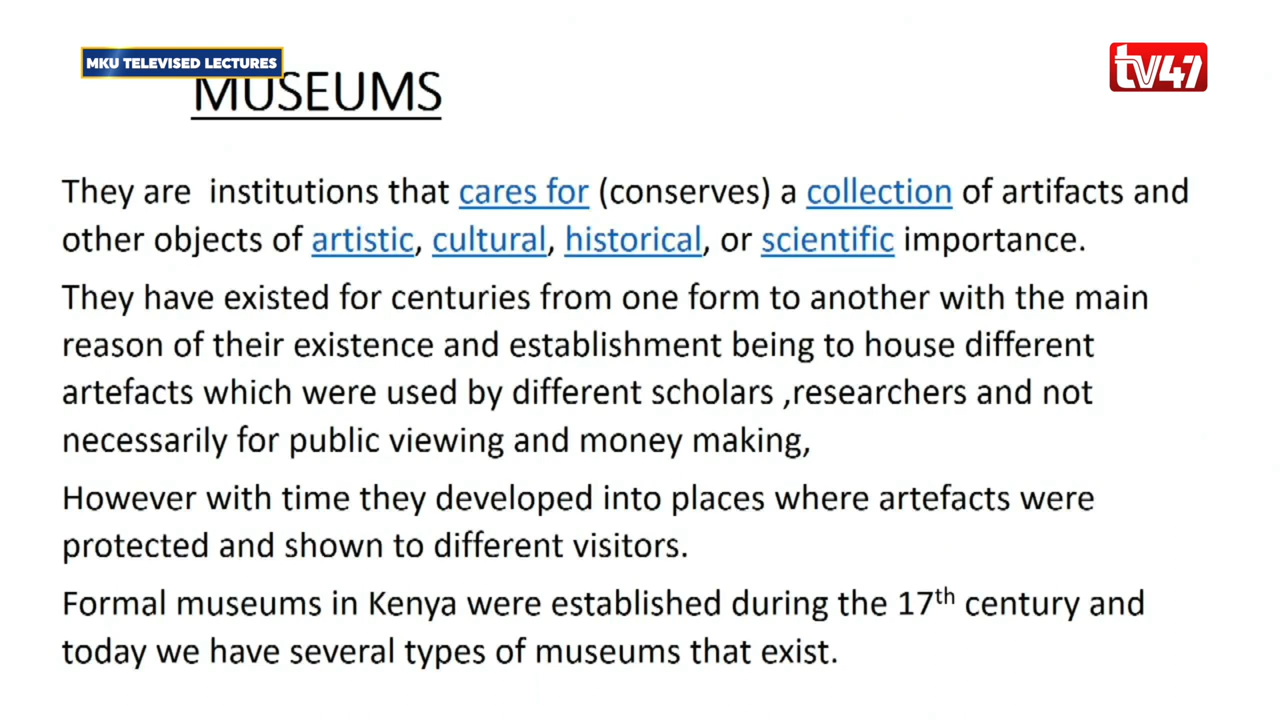 MKU TELEVISED LECTURES
tv47
MUSEUMS
They are institutions that cares for (conserves) a collection of artifacts and
other objects of artistic, cultural, historical, or scientific importance.
They have existed for centuries from one form to another with the main
reason of their existence and establishment being to house different
artefacts which were used by different scholars ,researchers and not
necessarily for public viewing and money making,
However with time they developed into places where artefacts were
protected and shown to different visitors.
Formal museums in Kenya were established during the 17th century and
today we have several types of museums that exist.